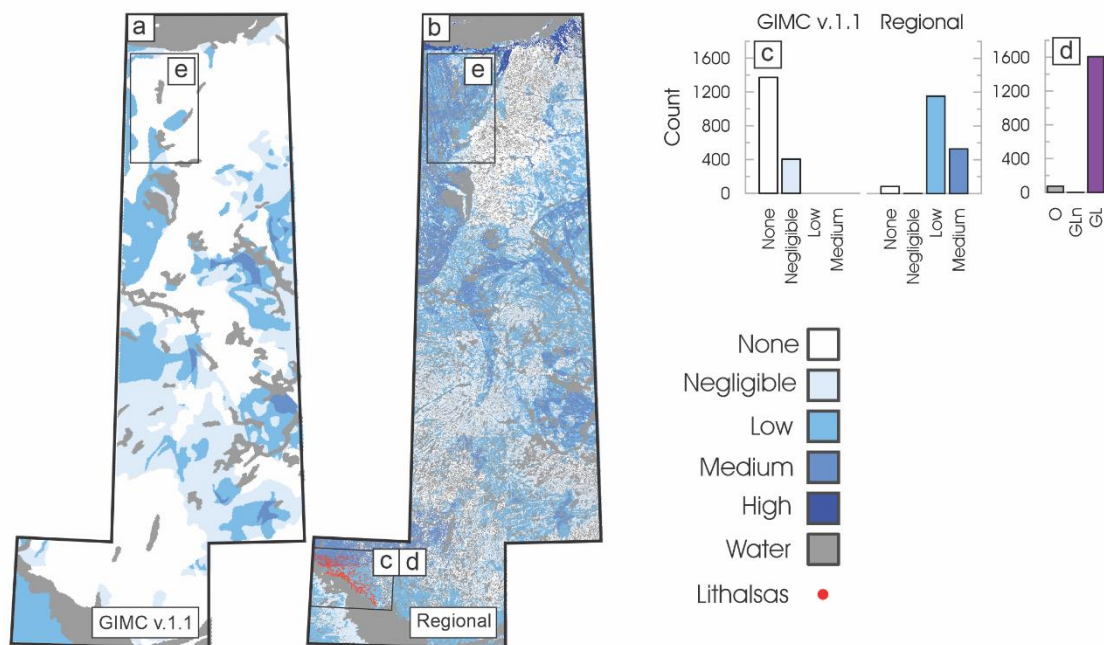 a
e
GIMC v.1.1
b
e
c d
Regional
GIMC v.1.1 Regional
c
Count
1600
1200
800
400
0
None
Negligible
Low
Medium
None
Negligible
Low
Medium
d
1600
1200
800
400
0
O
GLn
GL
None
Negligible
Low
Medium
High
Water
Lithalsas